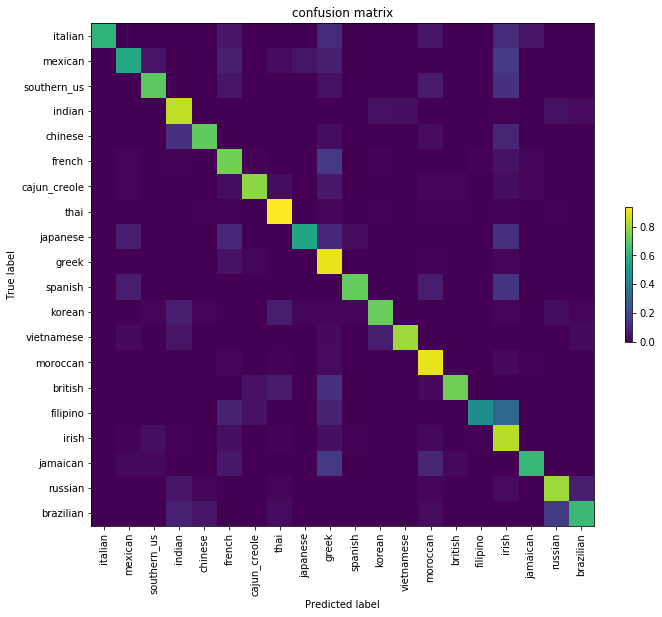 confusion matrix
True label
italian
mexican
southern_us
indian
chinese
french
cajun_creole
thai
japanese
greek
spanish
korean
vietnamese
moroccan
british
filipino
irish
jamaican
russian
brazilian
italian
mexican
southern_us
indian
chinese
french
cajun_creole
thai
japanese
greek
spanish
korean
vietnamese
moroccan
british
filipino
irish
jamaican
russian
brazilian
Predicted label
0.8
0.6
0.4
0.2
0.0